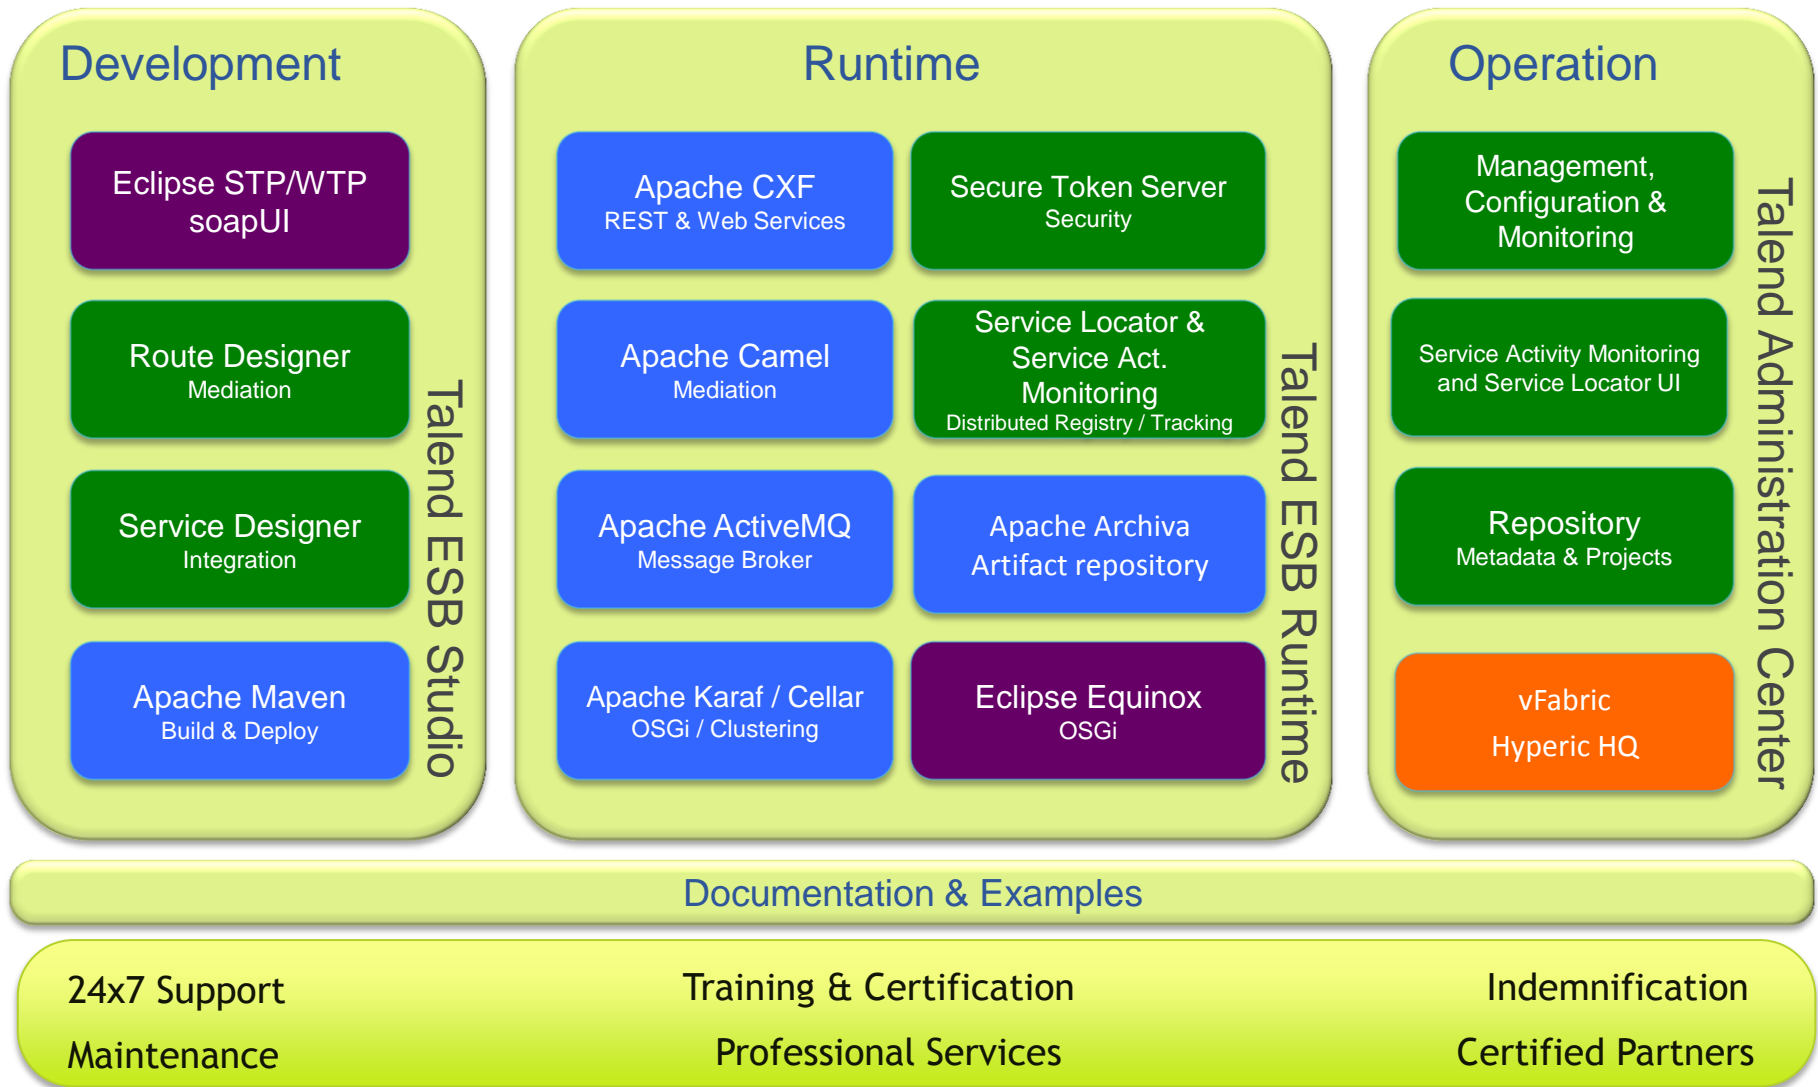 Development
Eclipse STP/WTP
soapUI
Route Designer
Mediation
Service Designer
Integration
Apache Maven
Build & Deploy
Talend ESB Studio
Runtime
Apache CXF
REST & Web Services
Secure Token Server
Security
Apache Camel
Mediation
Service Locator &
Service Act.
Monitoring
Distributed Registry / Tracking
Apache ActiveMQ
Message Broker
Apache Archiva
Artifact repository
Apache Karaf / Cellar
OSGi / Clustering
Eclipse Equinox
OSGi
Talend ESB Runtime
Operation
Management,
Configuration &
Monitoring
Service Activity Monitoring
and Service Locator UI
Repository
Metadata & Projects
vFabric
Hyperic HQ
Talend Administration Center
Documentation & Examples
24x7 Support
Training & Certification
Indemnification
Maintenance
Professional Services
Certified Partners